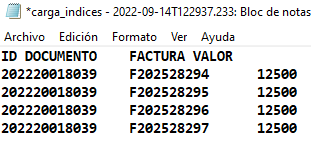 *carga_indices - 2022-09-14T122937.233: Bloc de notas
Archivo Edición Formato Ver Ayuda
ID DOCUMENTO FACTURA VALOR
202220018039 F202528294 12500
202220018039 F202528295 12500
202220018039 F202528296 12500
202220018039 F202528297 12500